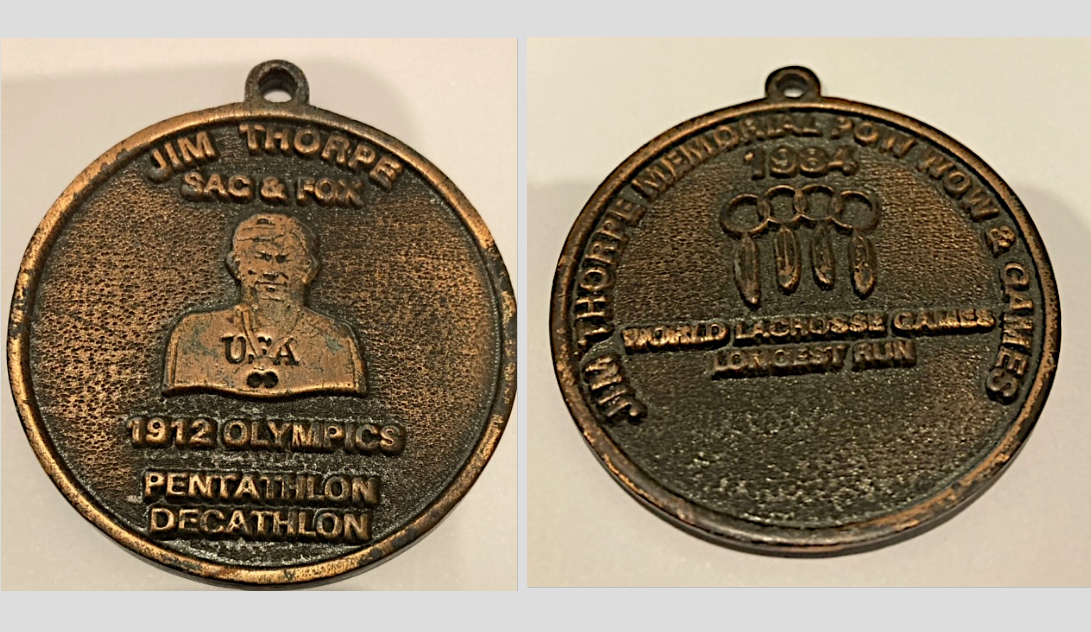 JIM THORPE
SAC & FOX
USA
1912 OLYMPICS
PENTATHLON
DECATHLON
JIM THORPE MEMORIAL POW WOW & GAMES
1984
WORLD LACROSSE GAMES
LONGEST RUN